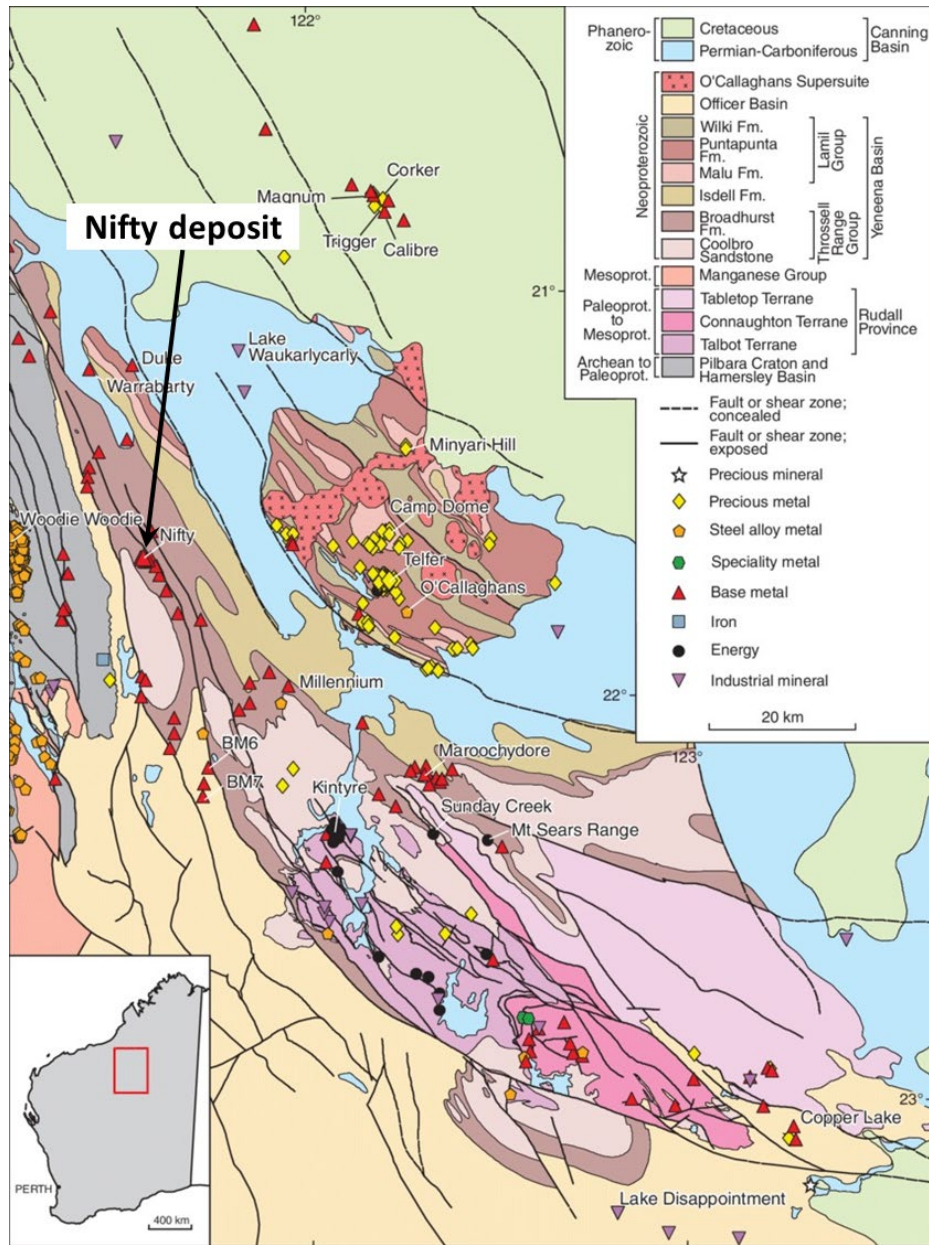 122°
Phanero-
zoic
Cretaceous
Permian-Carboniferous
Canning
Basin
Neoproterozoic
O'Callaghans Supersuite
Officer Basin
Wilki Fm.
Puntapunta
Fm.
Malu Fm.
Lamil
Group
Isdell Fm.
Broadhurst
Fm.
Coolbro
Sandstone
Throssell
Range
Group
Yeneena Basin
Mesoprot.
Manganese Group
Paleoprot.
to
Mesoprot.
Tabletop Terrane
Connaughton Terrane
Talbot Terrane
Rudall
Province
Archean to
Paleoprot.
Pilbara Craton and
Hamersley Basin
Fault or shear zone;
concealed
Fault or shear zone;
exposed
Precious mineral
Precious metal
Steel alloy metal
Speciality metal
Base metal
Iron
Energy
Industrial mineral
20 km
Corker
Magnum
Nifty deposit
Trigger
Calibre
21°
Lake
Waukarlycarly
Duke
Warrabarty
Minyari Hill
Camp Dome
Woodie Woodie
Nifty
Telfer
O'Callaghans
Millennium
22°
BM6
Maroochydore
123°
BM7
Kintyre
Sunday Creek
Mt Sears Range
23°
Copper Lake
Lake Disappointment
PERTH
400 km